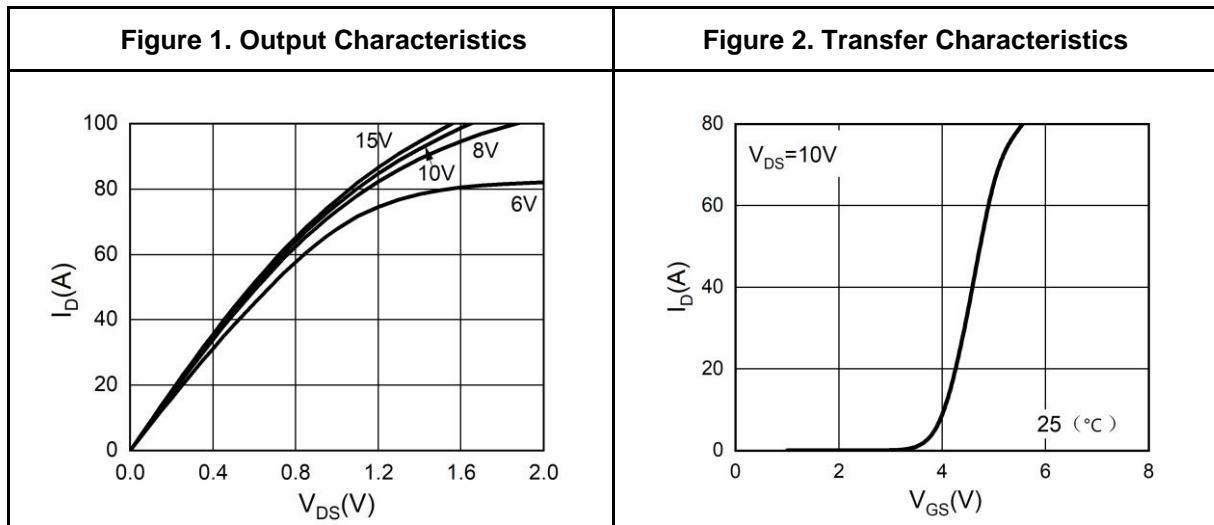 Figure 1. Output Characteristics
Figure 2. Transfer Characteristics
100
80
60
40
20
0
I_D(A)
15V
10V
8V
6V
0.0 0.4 0.8 1.2 1.6 2.0
V_DS(V)
80
60
40
20
0
I_D(A)
V_DS=10V
25（℃）
0 2 4 6 8
V_GS(V)